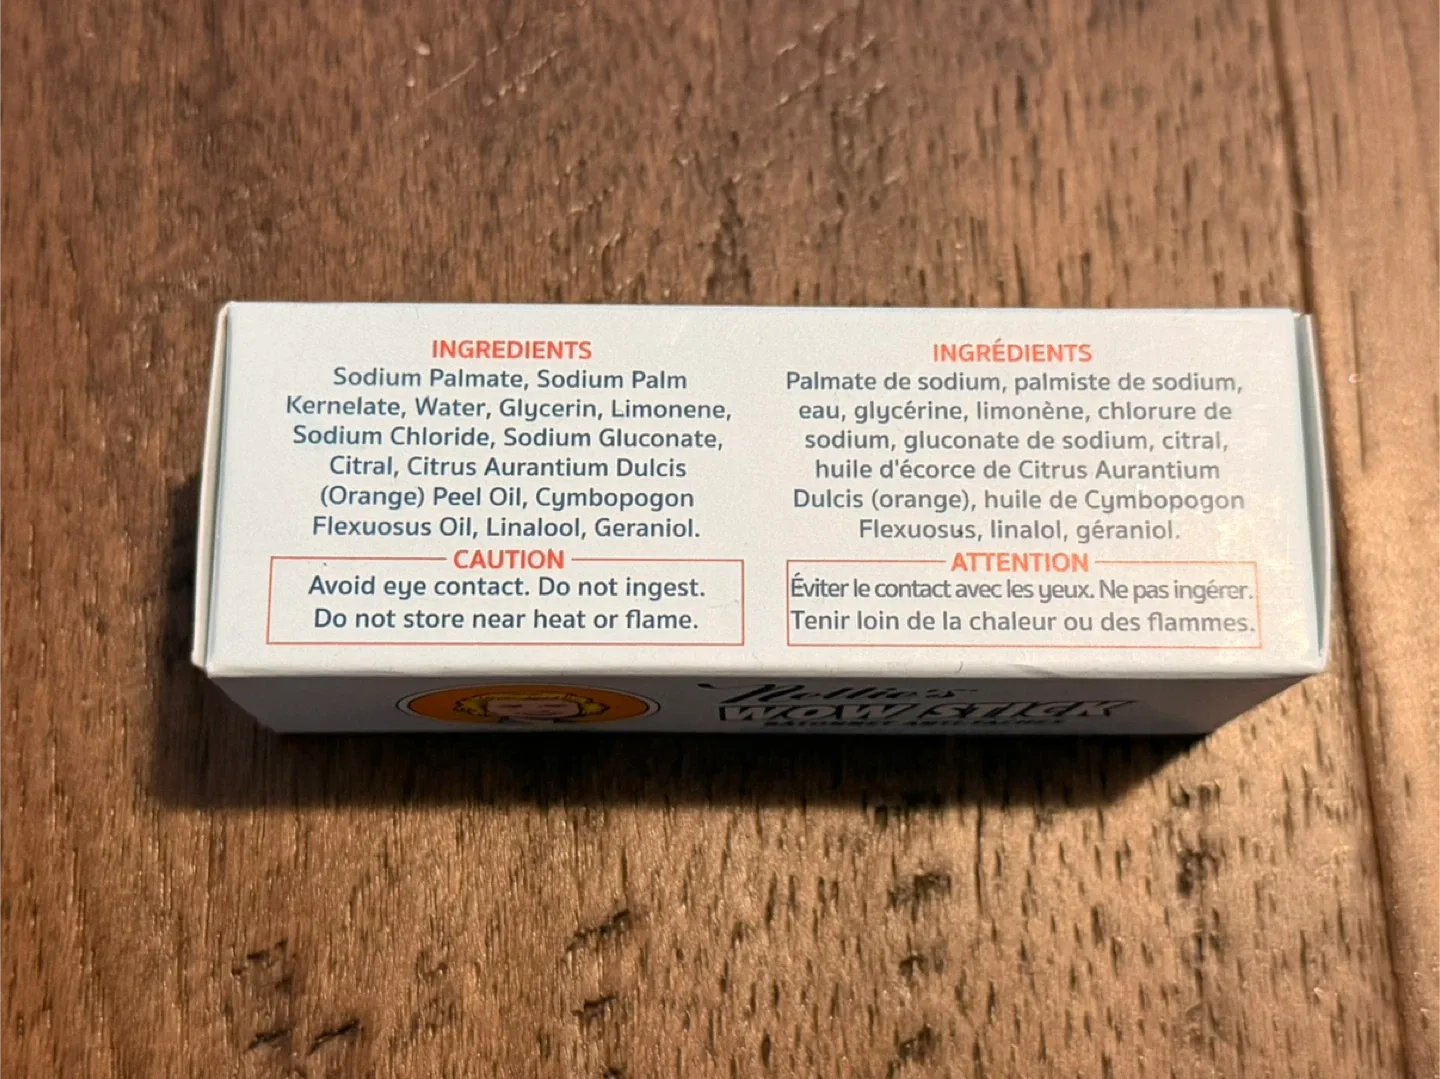 INGREDIENTS
Sodium Palmate, Sodium Palm
Kernelate, Water, Glycerin, Limonene,
Sodium Chloride, Sodium Gluconate,
Citral, Citrus Aurantium Dulcis
(Orange) Peel Oil, Cymbopogon
Flexuosus Oil, Linalool, Geraniol.
CAUTION
Avoid eye contact. Do not ingest.
Do not store near heat or flame.
INGRÉDIENTS
Palmate de sodium, palmiste de sodium,
eau, glycérine, limonène, chlorure de
sodium, gluconate de sodium, citral,
huile d'écorce de Citrus Aurantium
Dulcis (orange), huile de Cymbopogon
Flexuosus, linalol, géraniol.
ATTENTION
Éviter le contact avec les yeux. Ne pas ingérer.
Tenir loin de la chaleur ou des flammes.
Nellie's
WOW STICK